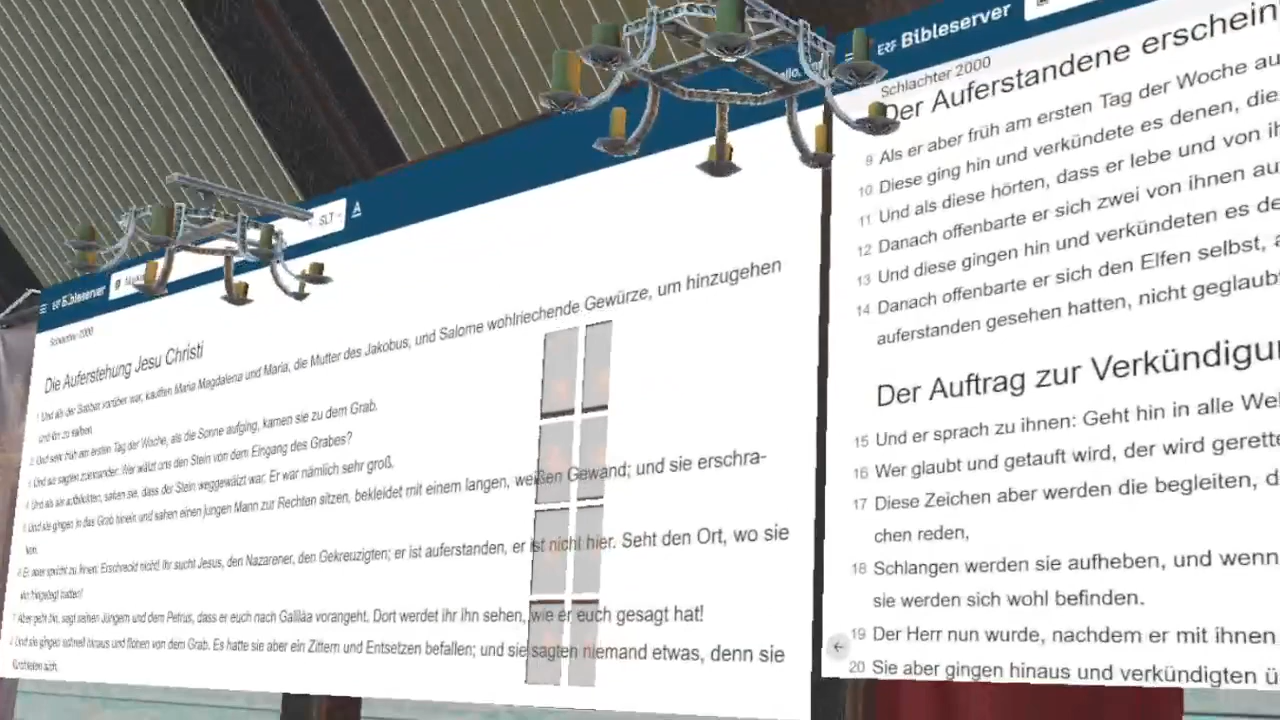 ERF Bibleserver
SLT
A
Schlachter 2000
Die Auferstehung Jesu Christi
1 Und als der Sabbat vorüber war, kauften Maria Magdalena und Maria, die Mutter des Jakobus, und Salome wohlriechende Gewürze, um hinzugehen
und ihn zu salben.
2 Und sehr früh am ersten Tag der Woche, als die Sonne aufging, kamen sie zu dem Grab.
3 Und sie sagten zueinander: Wer wälzt uns den Stein von dem Eingang des Grabes?
4 Und als sie aufblickten, sahen sie, dass der Stein weggewälzt war. Er war nämlich sehr groß.
5 Und sie gingen in das Grab hinein und sahen einen jungen Mann zur Rechten sitzen, bekleidet mit einem langen, weißen Gewand; und sie erschra-
ken.
6 Er aber spricht zu ihnen: Erschreckt nicht! Ihr sucht Jesus, den Nazarener, den Gekreuzigten; er ist auferstanden, er ist nicht hier. Seht den Ort, wo sie
ihn hingelegt hatten!
7 Aber geht hin, sagt seinen Jüngern und dem Petrus, dass er euch nach Galiläa vorangeht. Dort werdet ihr ihn sehen, wie er euch gesagt hat!
8 Und sie gingen schnell hinaus und flohen von dem Grab. Es hatte sie aber ein Zittern und Entsetzen befallen; und sie sagten niemand etwas, denn sie
fürchteten sich.
ERF Bibleserver
Schlachter 2000
Der Auferstandene erschein
9 Als er aber früh am ersten Tag der Woche au
10 Diese ging hin und verkündete es denen, die
11 Und als diese hörten, dass er lebe und von ih
12 Danach offenbarte er sich zwei von ihnen au
13 Und diese gingen hin und verkündeten es de
14 Danach offenbarte er sich den Elfen selbst, a
auferstanden gesehen hatten, nicht geglaub
Der Auftrag zur Verkündigu
15 Und er sprach zu ihnen: Geht hin in alle Wel
16 Wer glaubt und getauft wird, der wird gerette
17 Diese Zeichen aber werden die begleiten, d
chen reden,
18 Schlangen werden sie aufheben, und wenn
sie werden sich wohl befinden.
19 Der Herr nun wurde, nachdem er mit ihnen
20 Sie aber gingen hinaus und verkündigten ü